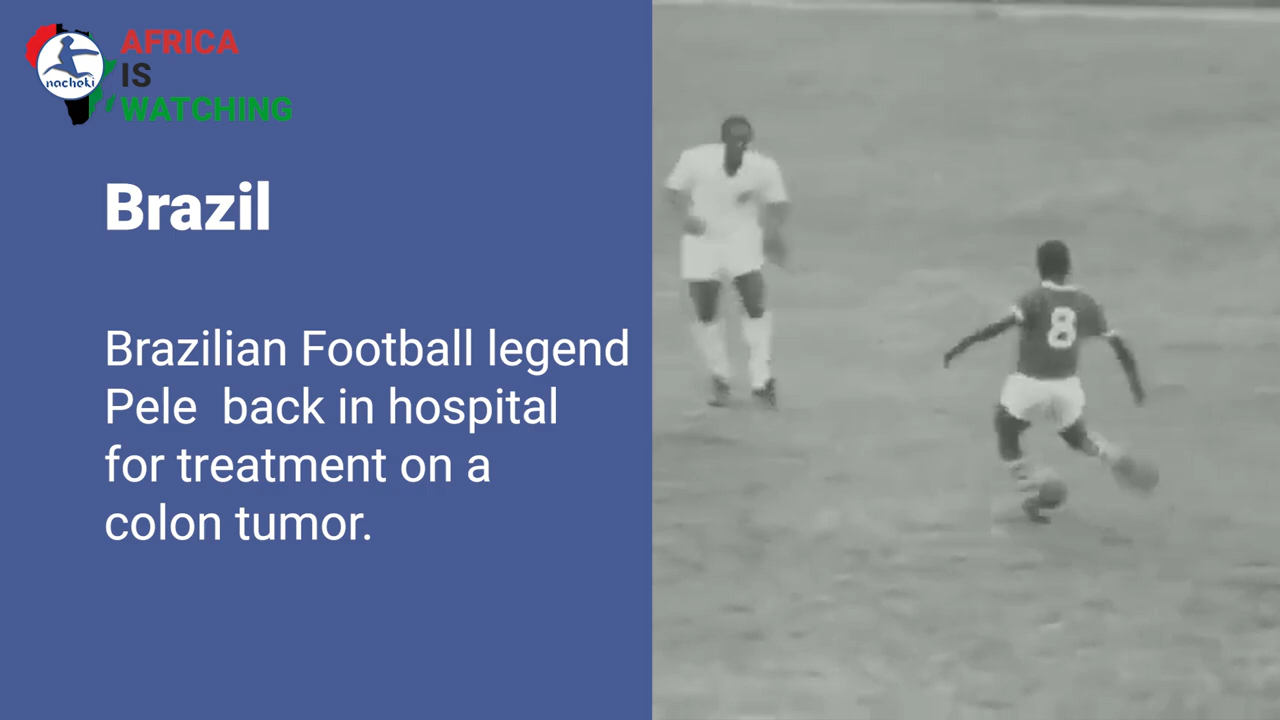 nacheki
AFRICA
IS
WATCHING
Brazil
Brazilian Football legend
Pele  back in hospital
for treatment on a
colon tumor.
8